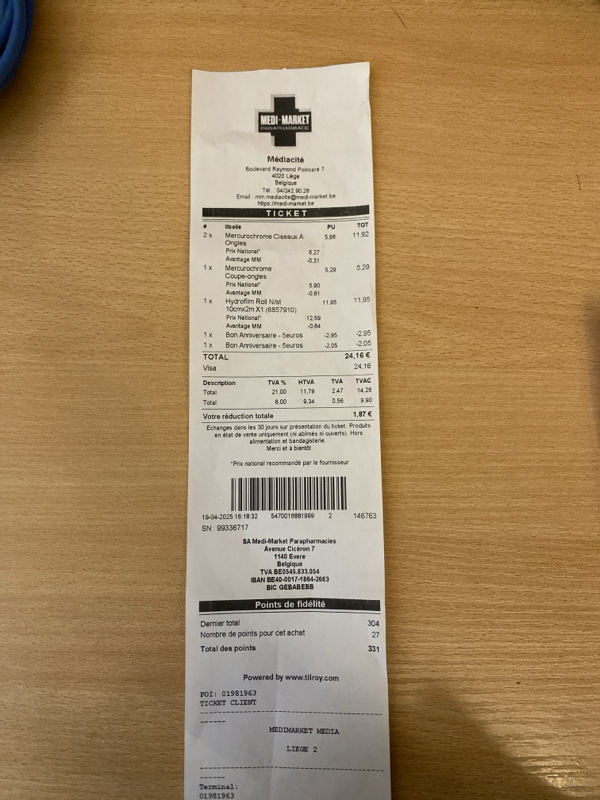 MEDI-MARKET
PARAPHARMACIE
Médiacité
Boulevard Raymond Poincaré 7
4020 Liège
Belgique
Tél. : 04/242.90.26
Email : mm.mediacite@medi-market.be
https://medi-market.be
TICKET
# libellé PU TOT
2 x Mercurochrome Ciseaux A 5,96 11,92
Ongles
Prix National* 6,27
Avantage MM -0,31
1 x Mercurochrome 5,29 5,29
Coupe-ongles
Prix National* 5,90
Avantage MM -0,61
1 x Hydrofilm Roll N/st 11,95 11,95
10cmx2m X1 (6857910)
Prix National* 12,59
Avantage MM -0,64
1 x Bon Anniversaire - 5euros -2,95 -2,95
1 x Bon Anniversaire - 5euros -2,05 -2,05
TOTAL 24,16 €
Visa 24,16
Description TVA % HTVA TVA TVAC
Total 21,00 11,79 2,47 14,26
Total 6,00 9,34 0,56 9,90
Votre réduction totale 1,87 €
Echanges dans les 30 jours sur présentation du ticket. Produits
en état de vente uniquement (ni abîmés ni ouverts). Hors
alimentation et bandagisterie.
Merci et à bientôt
*Prix national recommandé par le fournisseur
19-04-2025 16:18:32 5470016881999 2 146763
SN : 99336717
SA Medi-Market Parapharmacies
Avenue Cicéron 7
1140 Evere
Belgique
TVA BE0545.833.054
IBAN BE40-0017-1864-2663
BIC GEBABEBB
Points de fidélité
Dernier total 304
Nombre de points pour cet achat 27
Total des points 331
Powered by www.tilroy.com
POI: 01981963
TICKET CLIENT
MEDIMARKET MEDIA
LIEGE 2
Terminal:
01981963